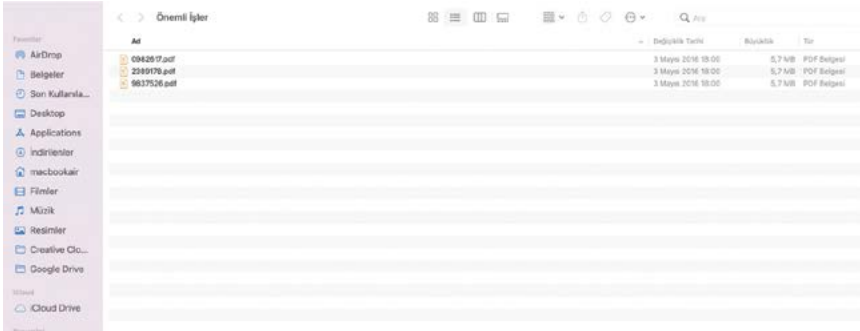 Önemli İşler
Ara
Favoriler
AirDrop
Belgeler
Son Kullanıla...
Desktop
Applications
İndirilenler
macbookair
Filmler
Müzik
Resimler
Creative Clo...
Google Drive
iCloud
iCloud Drive
Ad
Değişiklik Tarihi
Büyüklük
Tür
0982617.pdf
3 Mayıs 2016 18:00
5,7 MB
PDF Belgesi
2389178.pdf
3 Mayıs 2016 18:00
5,7 MB
PDF Belgesi
9837526.pdf
3 Mayıs 2016 18:00
5,7 MB
PDF Belgesi